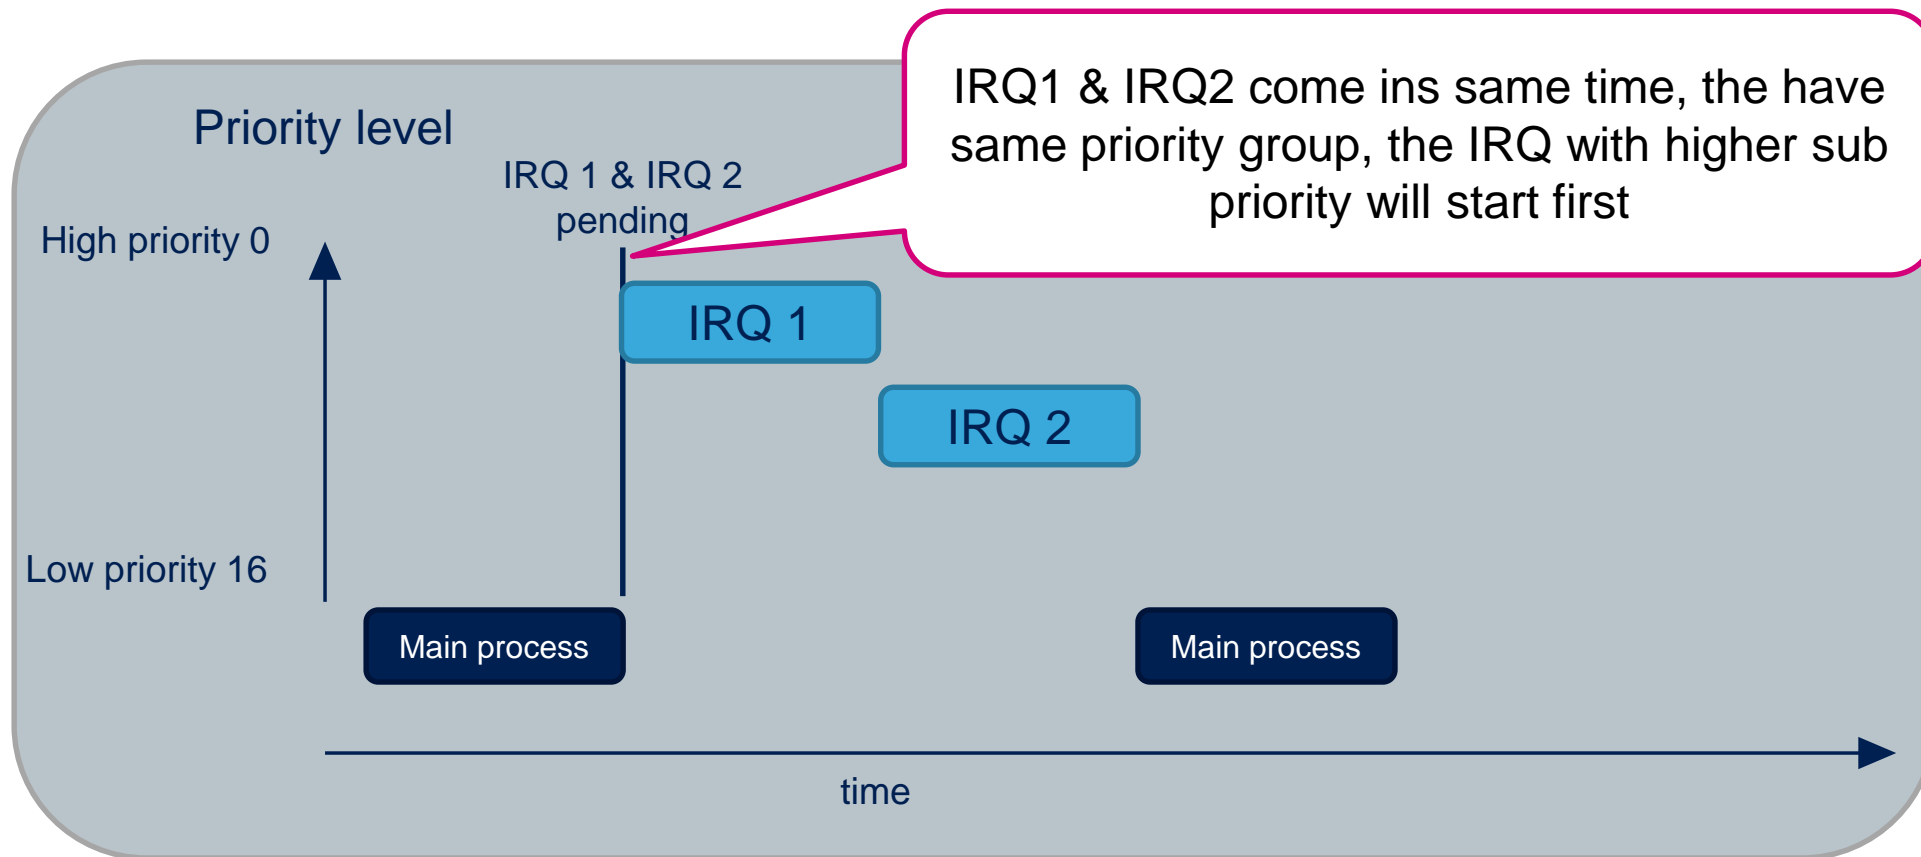 IRQ1 & IRQ2 come ins same time, the have
same priority group, the IRQ with higher sub
priority will start first
Priority level
IRQ 1 & IRQ 2
pending
High priority 0
IRQ 1
IRQ 2
Low priority 16
Main process
Main process
time